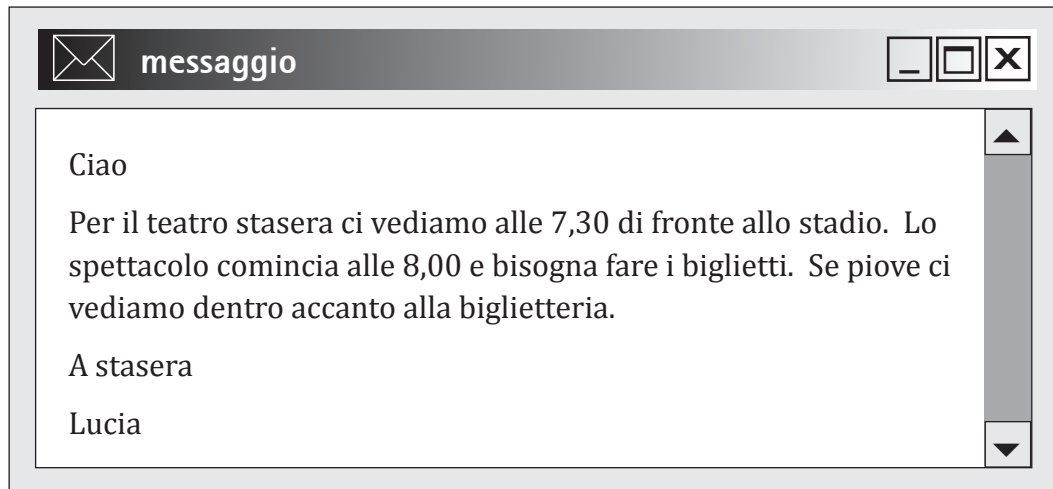 messaggio
Ciao
Per il teatro stasera ci vediamo alle 7,30 di fronte allo stadio.  Lo
spettacolo comincia alle 8,00 e bisogna fare i biglietti.  Se piove ci
vediamo dentro accanto alla biglietteria.
A stasera
Lucia